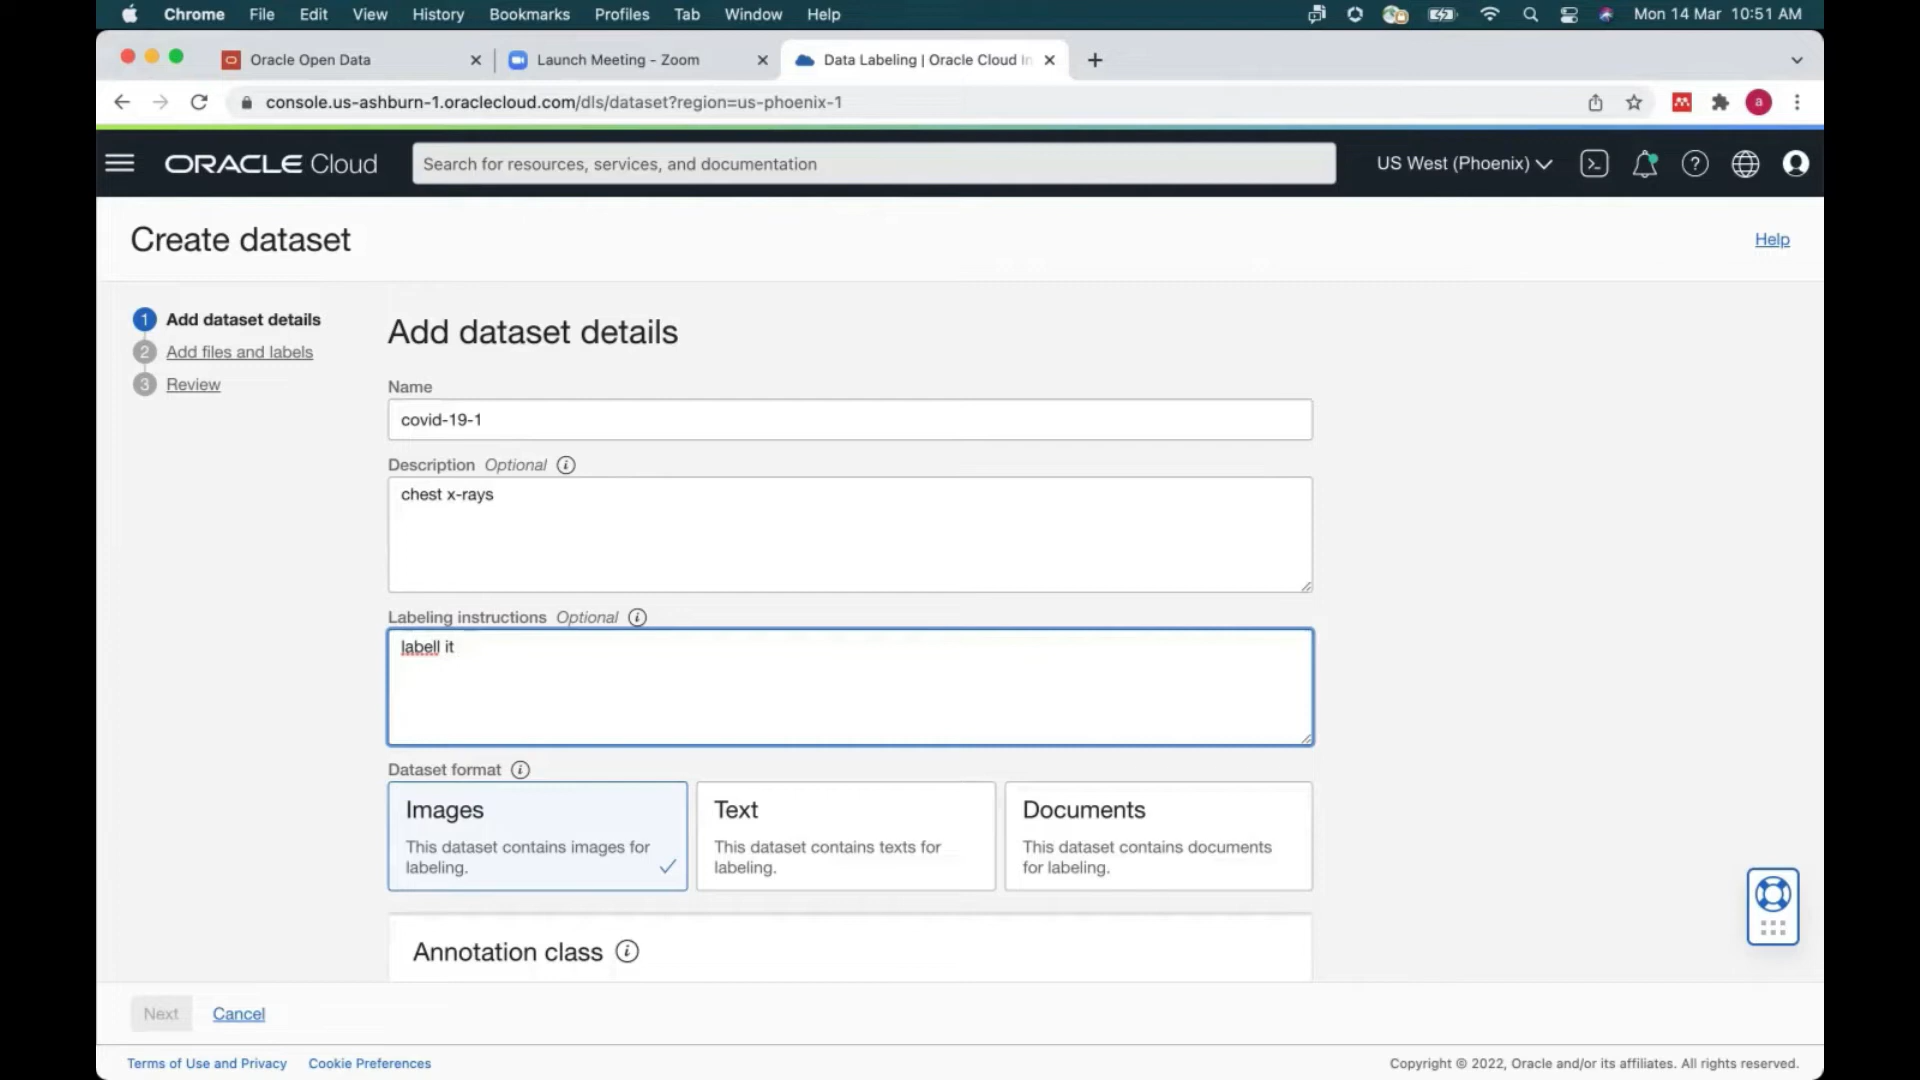 Chrome File Edit View History Bookmarks Profiles Tab Window Help Mon 14 Mar 10:51 AM
Oracle Open Data Launch Meeting - Zoom Data Labeling | Oracle Cloud In
console.us-ashburn-1.oraclecloud.com/dls/dataset?region=us-phoenix-1 a
ORACLE Cloud Search for resources, services, and documentation US West (Phoenix)
Create dataset Help
1 Add dataset details
2 Add files and labels
3 Review
Add dataset details
Name
covid-19-1
Description Optional
chest x-rays
Labeling instructions Optional
labell it
Dataset format
Images
This dataset contains images for
labeling.
Text
This dataset contains texts for
labeling.
Documents
This dataset contains documents
for labeling.
Annotation class
Next Cancel
Terms of Use and Privacy Cookie Preferences Copyright © 2022, Oracle and/or its affiliates. All rights reserved.